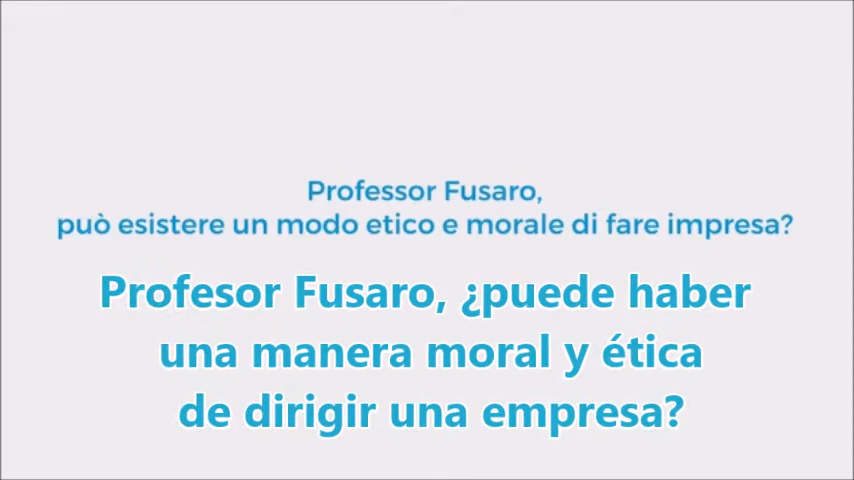 Professor Fusaro,
può esistere un modo etico e morale di fare impresa?
Profesor Fusaro, ¿puede haber
una manera moral y ética
de dirigir una empresa?